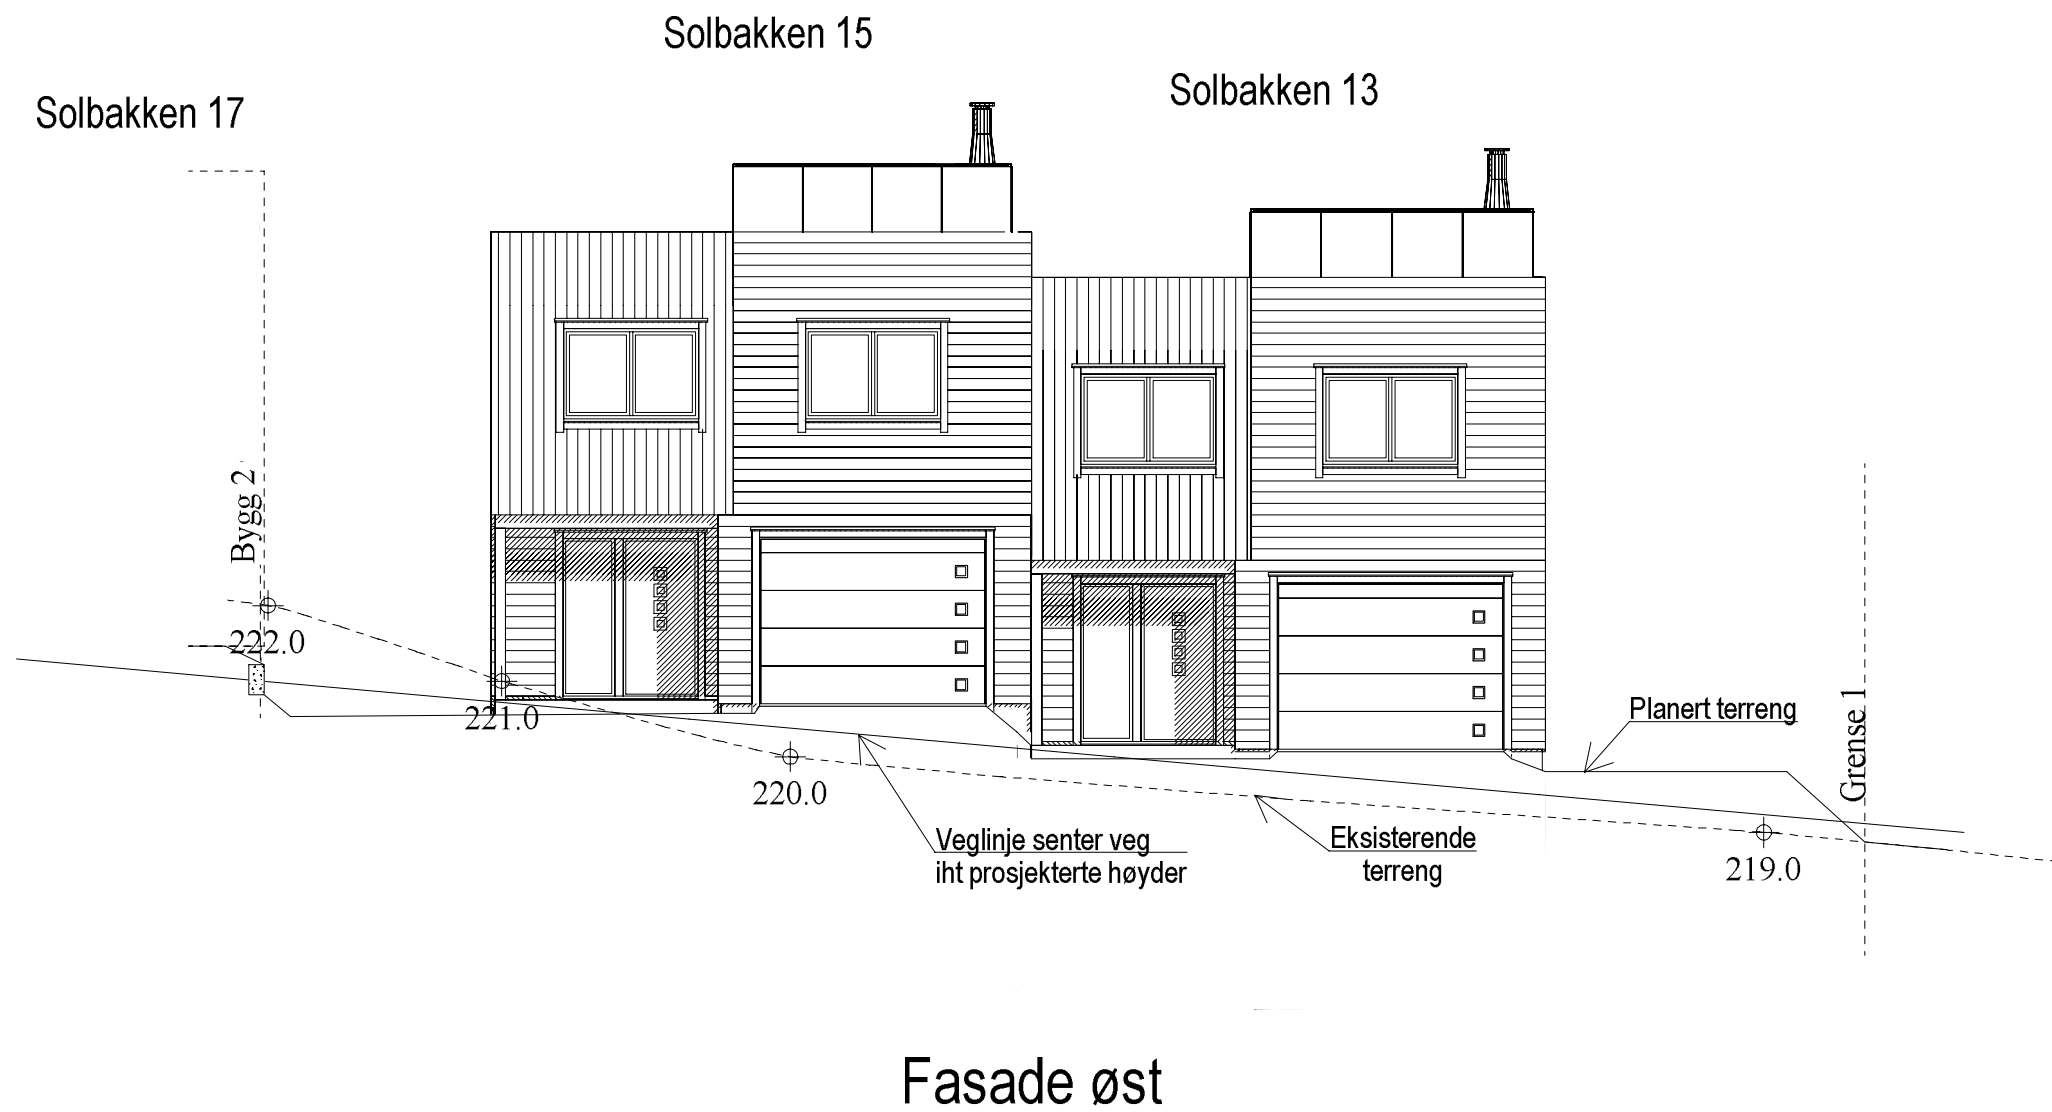 Solbakken 15
Solbakken 13
Solbakken 17
Bygg 2
222.0
221.0
220.0
Planert terreng
Grense 1
Veglinje senter veg
iht prosjekterte høyder
Eksisterende
terreng
219.0
Fasade øst